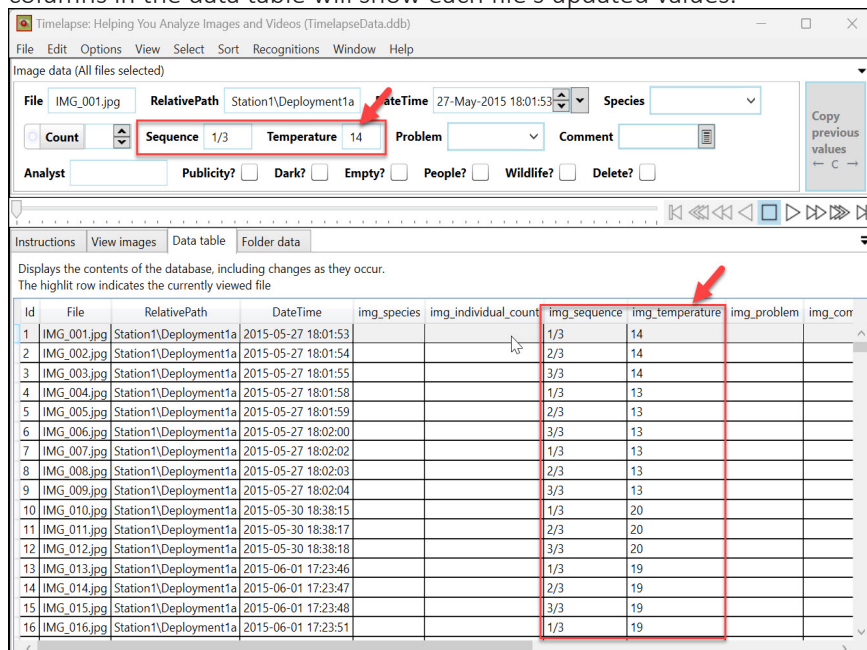 columns in the data table will show each file's updated values.
Timelapse: Helping You Analyze Images and Videos (TimelapseData.ddb)
File Edit Options View Select Sort Recognitions Window Help
Image data (All files selected)
File IMG_001.jpg RelativePath Station1\Deployment1a DateTime 27-May-2015 18:01:53 Species
Count Sequence 1/3 Temperature 14 Problem Comment
Copy
previous
values
← C →
Analyst Publicity? Dark? Empty? People? Wildlife? Delete?
Instructions View images Data table Folder data
Displays the contents of the database, including changes as they occur.
The highlit row indicates the currently viewed file
Id File RelativePath DateTime img_species img_individual_count img_sequence img_temperature img_problem img_com
1 IMG_001.jpg Station1\Deployment1a 2015-05-27 18:01:53 1/3 14
2 IMG_002.jpg Station1\Deployment1a 2015-05-27 18:01:54 2/3 14
3 IMG_003.jpg Station1\Deployment1a 2015-05-27 18:01:55 3/3 14
4 IMG_004.jpg Station1\Deployment1a 2015-05-27 18:01:58 1/3 13
5 IMG_005.jpg Station1\Deployment1a 2015-05-27 18:01:59 2/3 13
6 IMG_006.jpg Station1\Deployment1a 2015-05-27 18:02:00 3/3 13
7 IMG_007.jpg Station1\Deployment1a 2015-05-27 18:02:02 1/3 13
8 IMG_008.jpg Station1\Deployment1a 2015-05-27 18:02:03 2/3 13
9 IMG_009.jpg Station1\Deployment1a 2015-05-27 18:02:04 3/3 13
10 IMG_010.jpg Station1\Deployment1a 2015-05-30 18:38:15 1/3 20
11 IMG_011.jpg Station1\Deployment1a 2015-05-30 18:38:17 2/3 20
12 IMG_012.jpg Station1\Deployment1a 2015-05-30 18:38:18 3/3 20
13 IMG_013.jpg Station1\Deployment1a 2015-06-01 17:23:46 1/3 19
14 IMG_014.jpg Station1\Deployment1a 2015-06-01 17:23:47 2/3 19
15 IMG_015.jpg Station1\Deployment1a 2015-06-01 17:23:48 3/3 19
16 IMG_016.jpg Station1\Deployment1a 2015-06-01 17:23:51 1/3 19